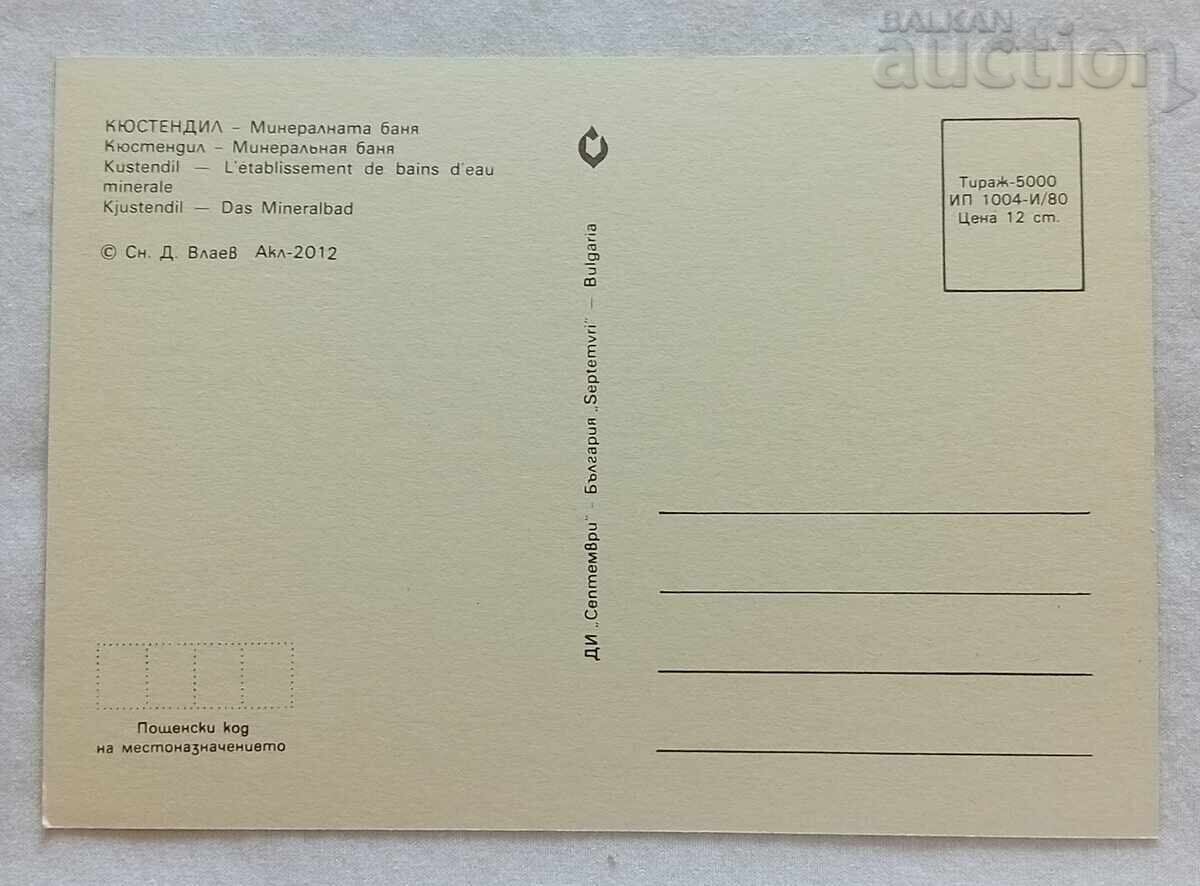 BALKAN
auction
КЮСТЕНДИЛ – Минералната баня
Кюстендил – Минеральная баня
Kustendil — L'etablissement de bains d'eau
minerale
Kjustendil — Das Mineralbad
© Сн. Д. Влаев Акл-2012
ДИ „Септември" - България „Septemvri" — Bulgaria
Тираж-5000
ИП 1004-И/80
Цена 12 ст.
Пощенски код
на местоназначението